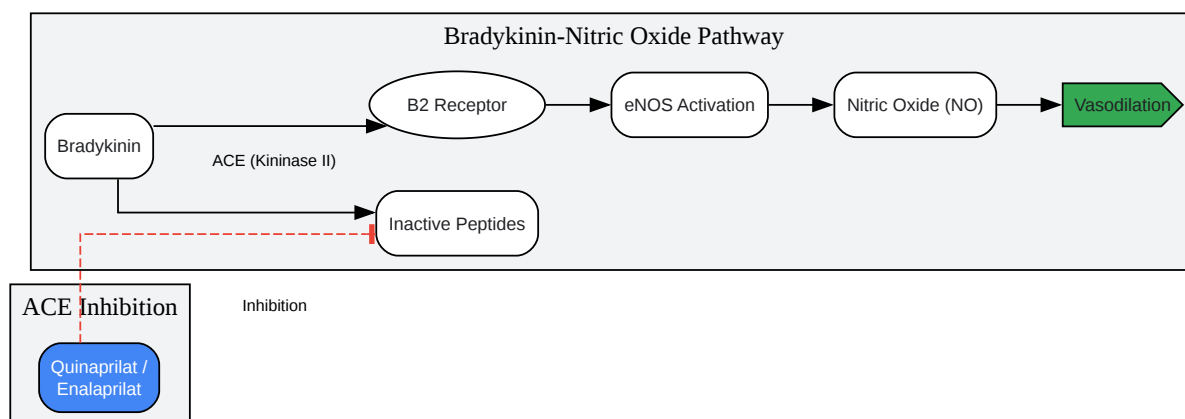 Bradykinin-Nitric Oxide Pathway
B2 Receptor
eNOS Activation
Nitric Oxide (NO)
Vasodilation
Bradykinin
ACE (Kininase II)
Inactive Peptides
ACE Inhibition
Inhibition
Quinaprilat /
Enalaprilat